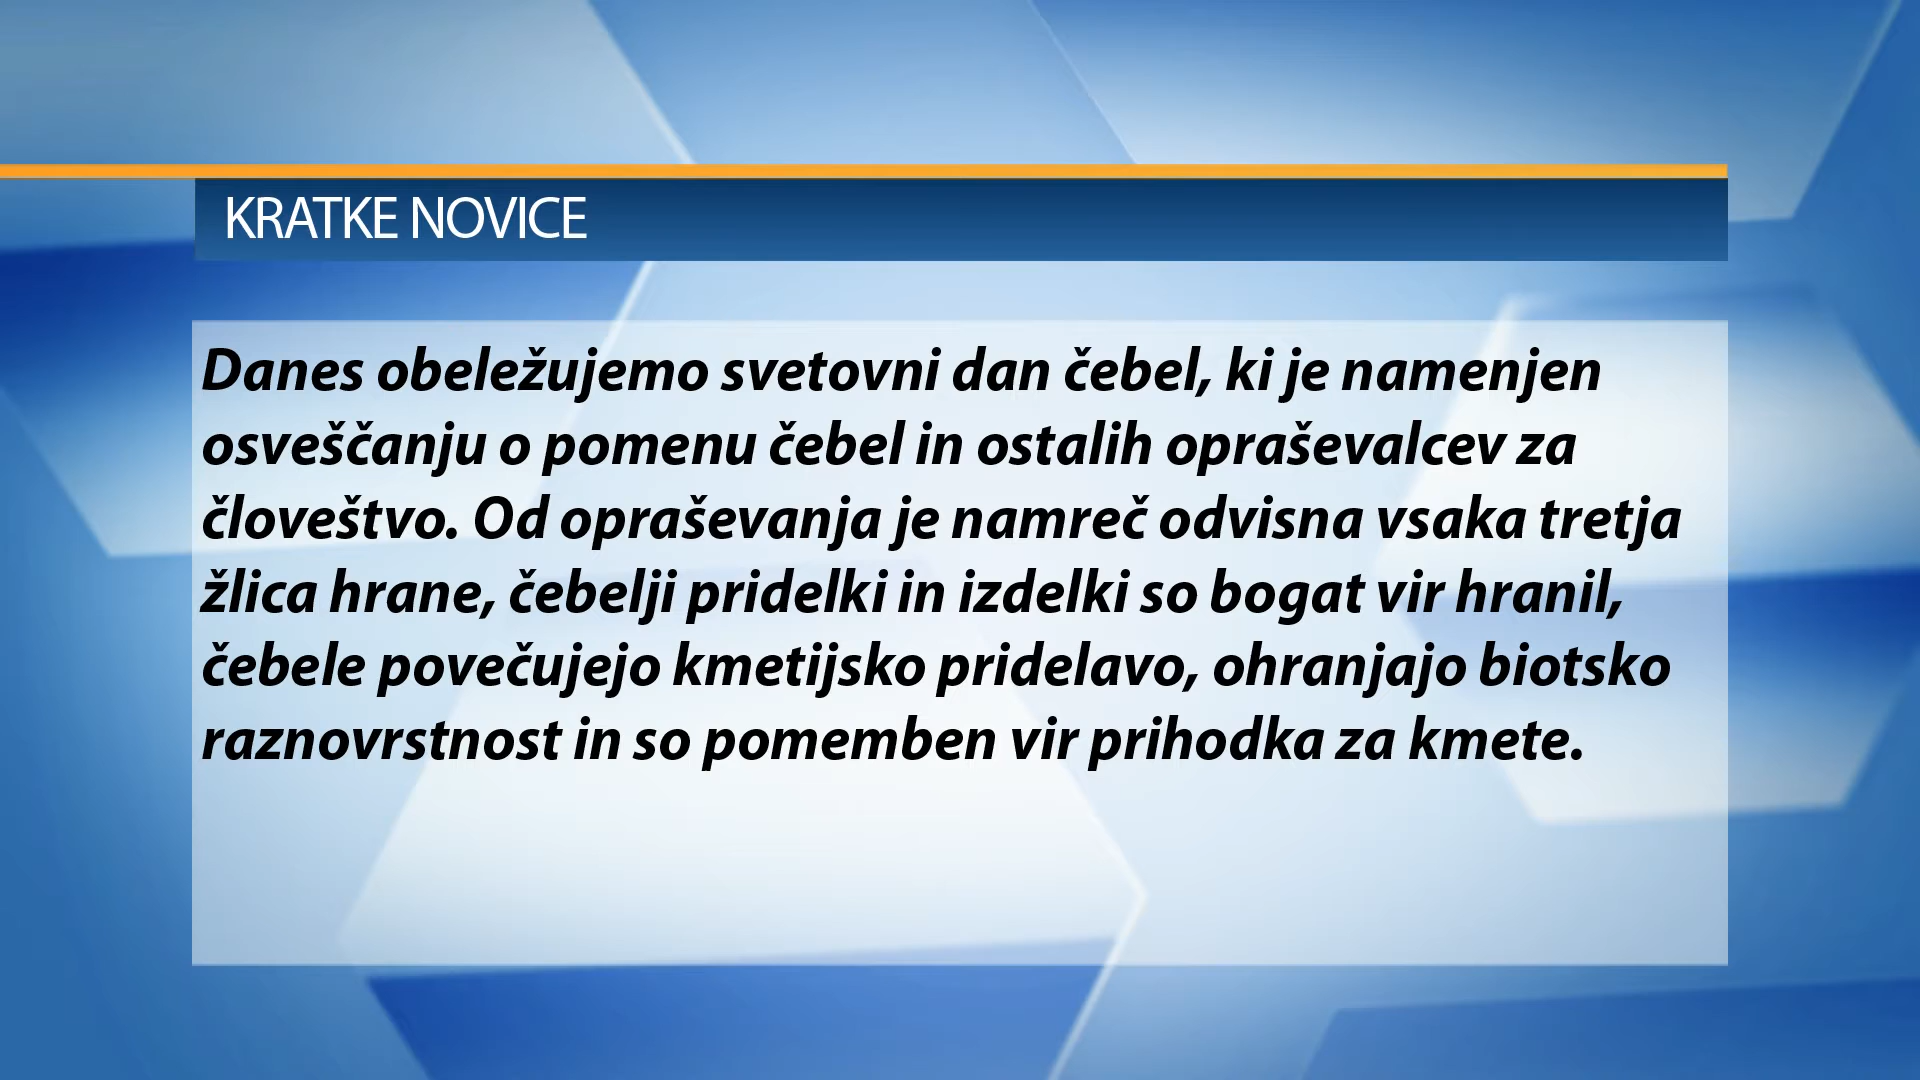 KRATKE NOVICE
Danes obeležujemo svetovni dan čebel, ki je namenjen
osveščanju o pomenu čebel in ostalih opraševalcev za
človeštvo. Od opraševanja je namreč odvisna vsaka tretja
žlica hrane, čebelji pridelki in izdelki so bogat vir hranil,
čebele povečujejo kmetijsko pridelavo, ohranjajo biotsko
raznovrstnost in so pomemben vir prihodka za kmete.